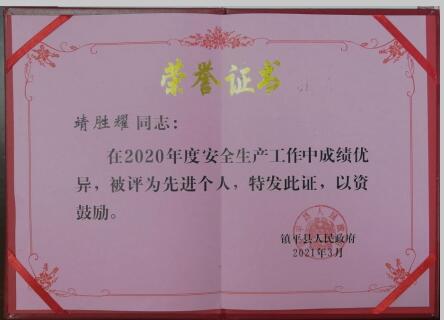 荣誉证书
靖胜耀同志：
在2020年度安全生产工作中成绩优
异，被评为先进个人，特发此证，以资
鼓励。
镇平县人民政府
2021年3月